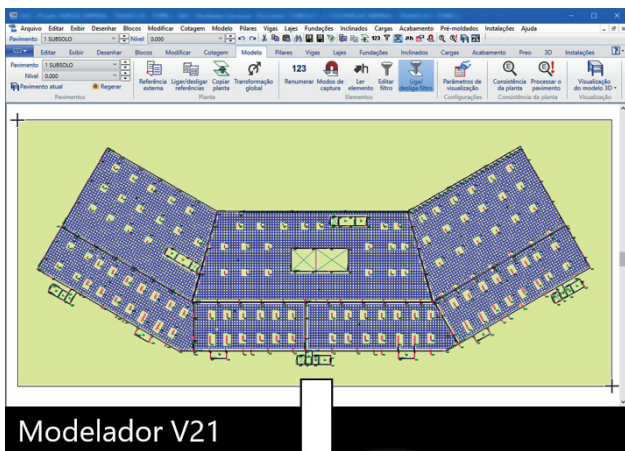 Arquivo Editar Exibir Desenhar Blocos Modificar Cotagem Modelo Pilares Vigas Lajes Fundações Inclinados Cargas Acabamento Pré-moldados Instalações Ajuda
Pavimento 1 SUBSOLO Nível 0.000
Editar Exibir Desenhar Blocos Modificar Cotagem Modelo Pilares Vigas Lajes Fundações Inclinados Cargas Acabamento Preo 3D Instalações
Pavimento 1 SUBSOLO
Nível 0.000
Pavimento atual Regerar
Referência externa
Ligar/desligar referências
Copiar planta
Transformação global
123
Renumerar
Modos de captura
Ler elemento
Editar filtro
Liga/ desliga filtro
Parâmetros de visualização
Consistência da planta
Processar o pavimento
Visualização do modelo 3D
Pavimentos Planta Elementos Configurações Consistência da planta Visualização
Modelador V21